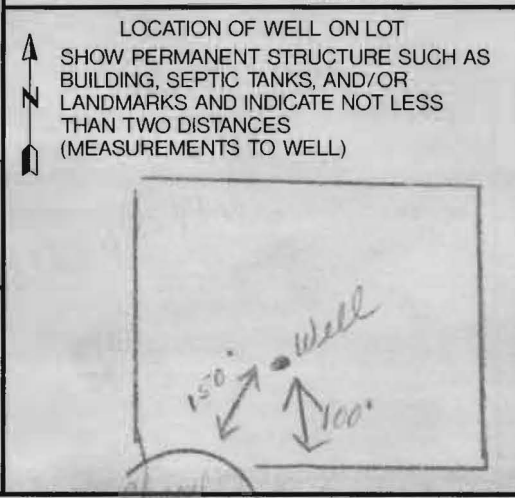 LOCATION OF WELL ON LOT
SHOW PERMANENT STRUCTURE SUCH AS
BUILDING, SEPTIC TANKS, AND/OR
LANDMARKS AND INDICATE NOT LESS
THAN TWO DISTANCES
(MEASUREMENTS TO WELL)
N
Well
150'
100'